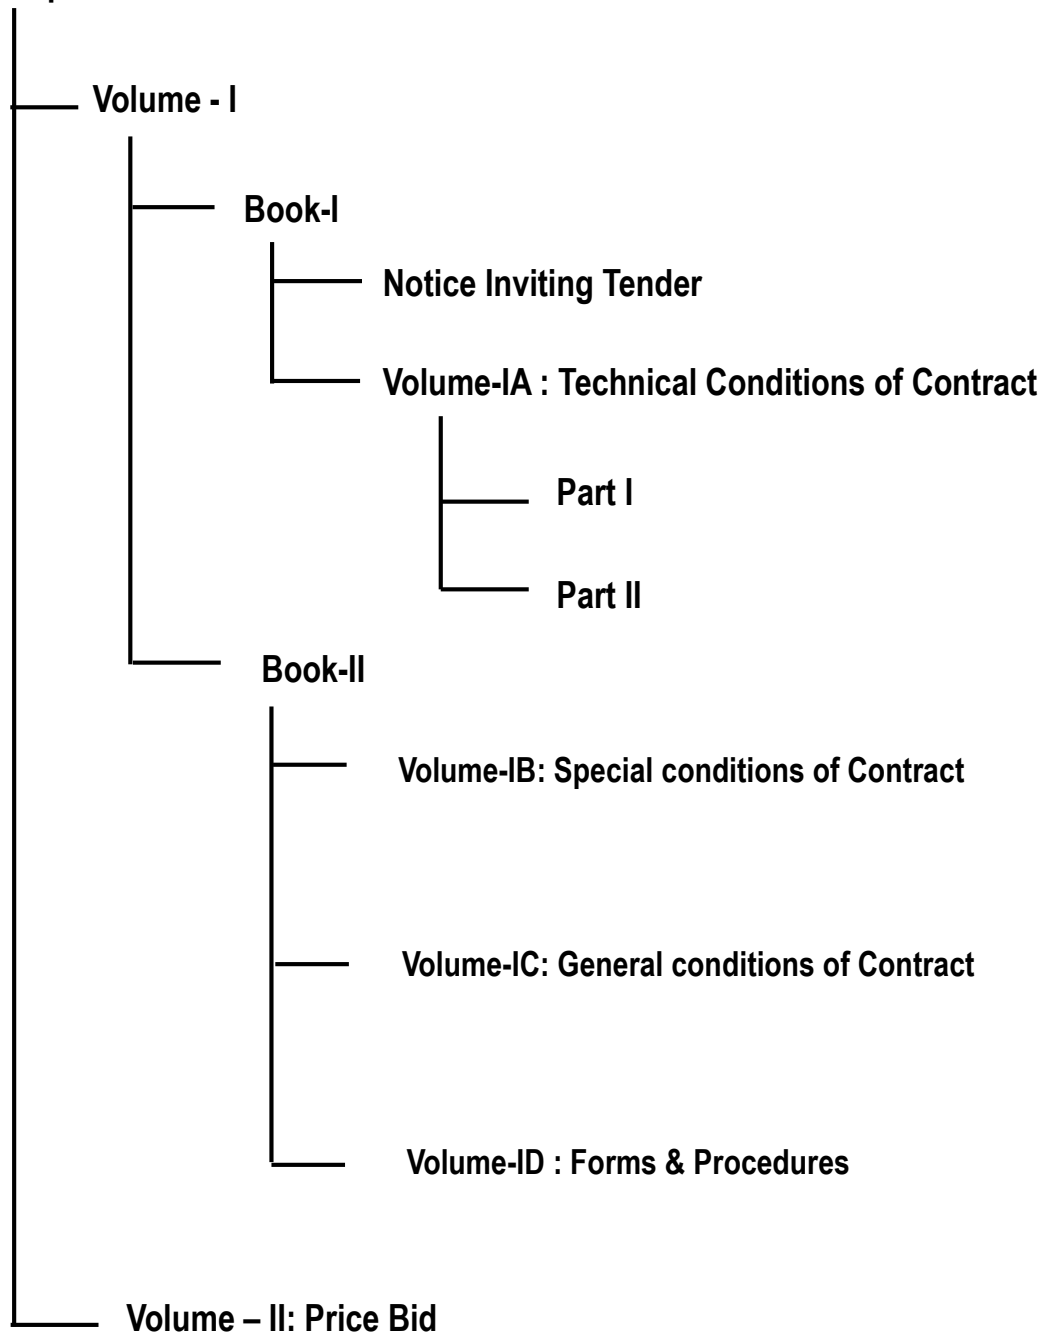 Volume - I
Book-I
Notice Inviting Tender
Volume-IA : Technical Conditions of Contract
Part I
Part II
Book-II
Volume-IB: Special conditions of Contract
Volume-IC: General conditions of Contract
Volume-ID : Forms & Procedures
Volume – II: Price Bid